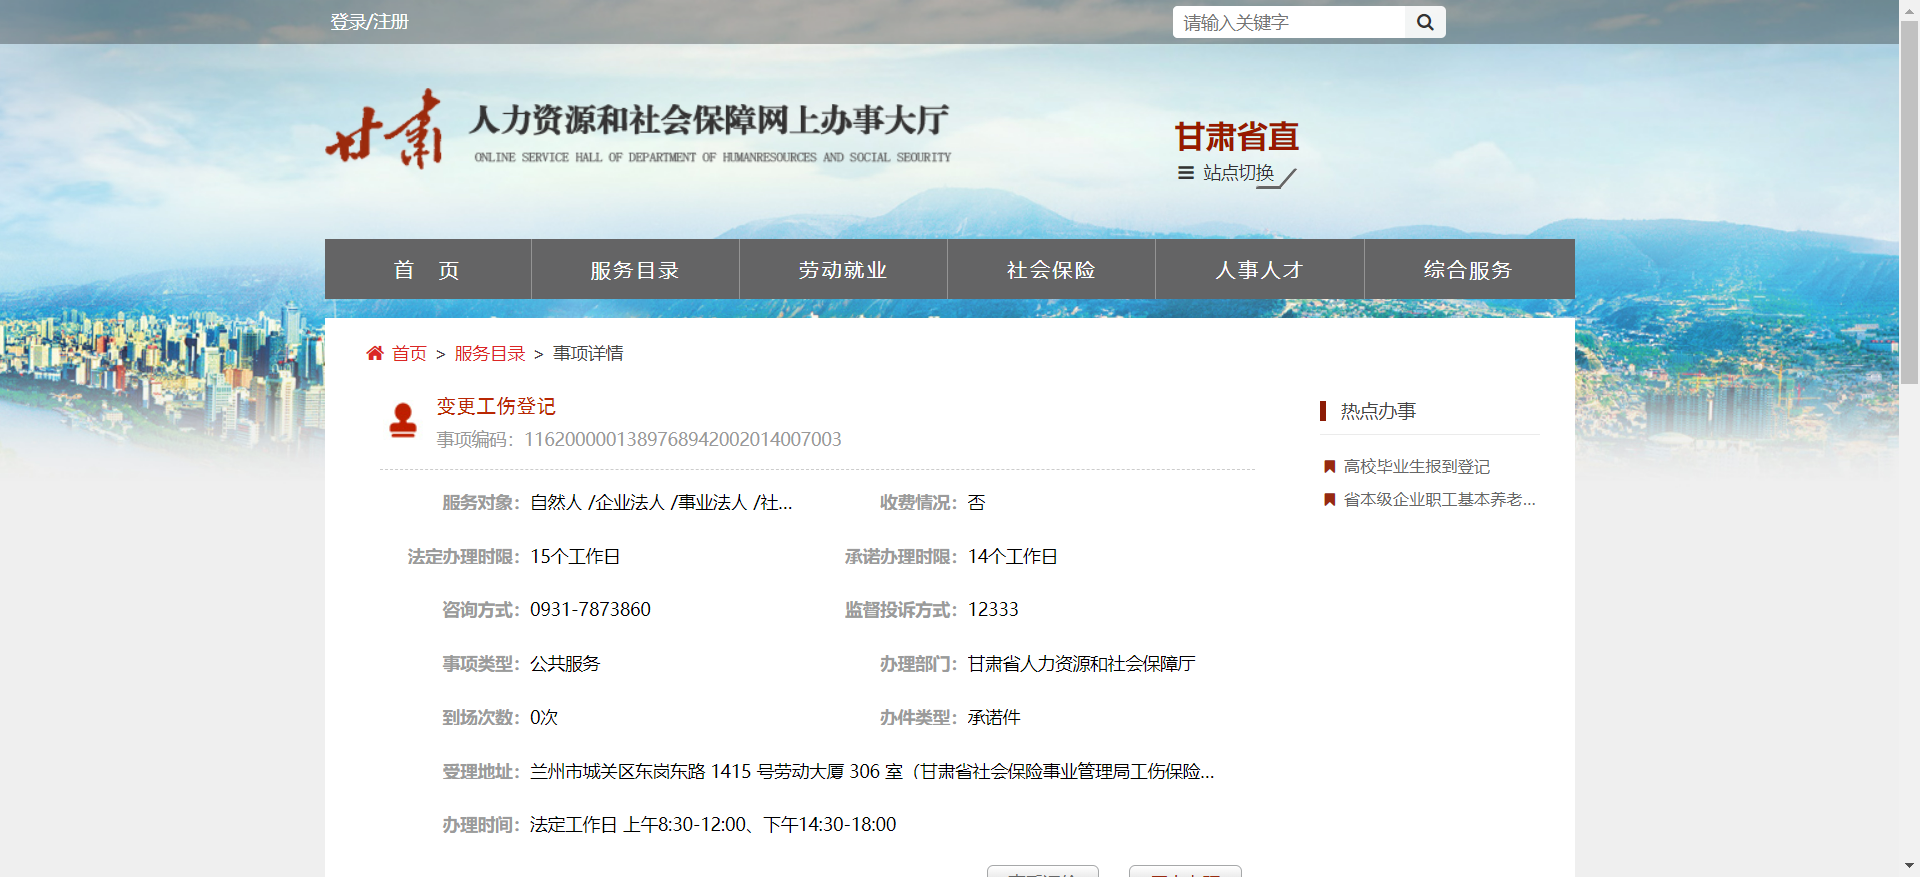 登录/注册
请输入关键字
甘肃 人力资源和社会保障网上办事大厅
ONLINE SERVICE HALL OF DEPARTMENT OF HUMANRESOURCES AND SOCIAL SEOURITY
甘肃省直
站点切换
首 页 服务目录 劳动就业 社会保险 人事人才 综合服务
首页 > 服务目录 > 事项详情
变更工伤登记
事项编码：1162000001389768942002014007003
热点办事
高校毕业生报到登记
省本级企业职工基本养老...
服务对象： 自然人 /企业法人 /事业法人 /社... 收费情况： 否
法定办理时限： 15个工作日 承诺办理时限： 14个工作日
咨询方式： 0931-7873860 监督投诉方式： 12333
事项类型： 公共服务 办理部门： 甘肃省人力资源和社会保障厅
到场次数： 0次 办件类型： 承诺件
受理地址： 兰州市城关区东岗东路 1415 号劳动大厦 306 室（甘肃省社会保险事业管理局工伤保险...
办理时间： 法定工作日 上午8:30-12:00、下午14:30-18:00